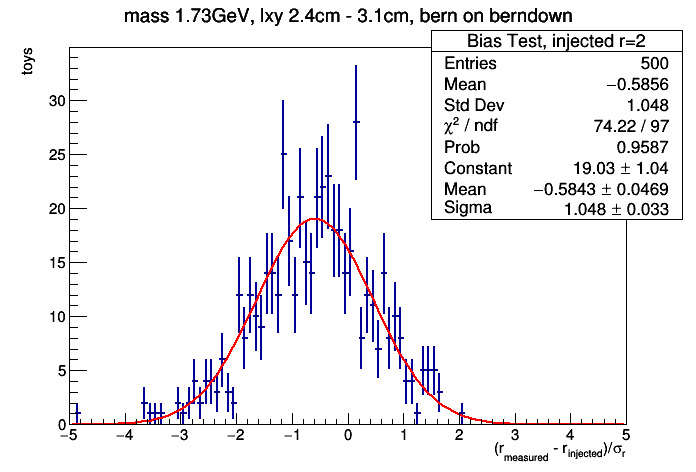 mass 1.73GeV, lxy 2.4cm - 3.1cm, bern on berndown
Bias Test, injected r=2
Entries 500
Mean −0.5856
Std Dev 1.048
χ² / ndf 74.22 / 97
Prob 0.9587
Constant 19.03 ± 1.04
Mean −0.5843 ± 0.0469
Sigma 1.048 ± 0.033
toys
30
25
20
15
10
5
0
−5 −4 −3 −2 −1 0 1 2 3 4 5
(r_measured - r_injected)/σ_r